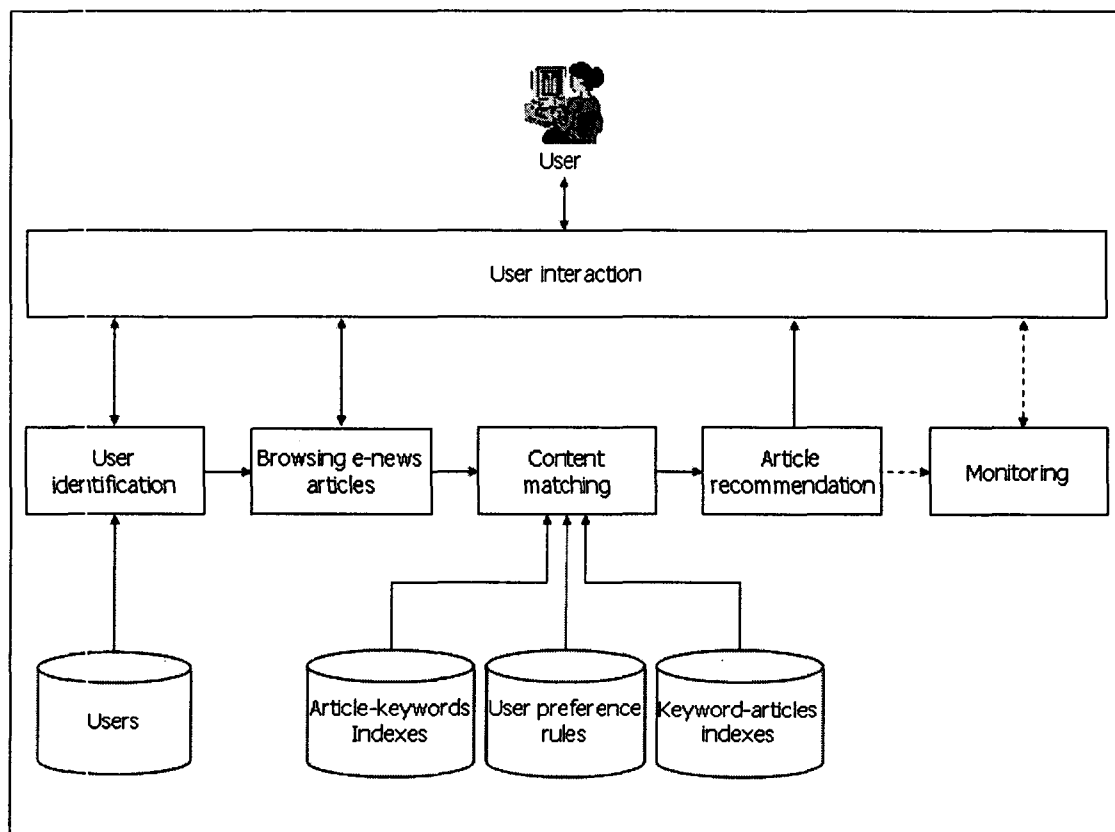 User
User interaction
User
identification
Browsing e-news
articles
Content
matching
Article
recommendation
Monitoring
Users
Article-keywords
Indexes
User preference
rules
Keyword-articles
indexes